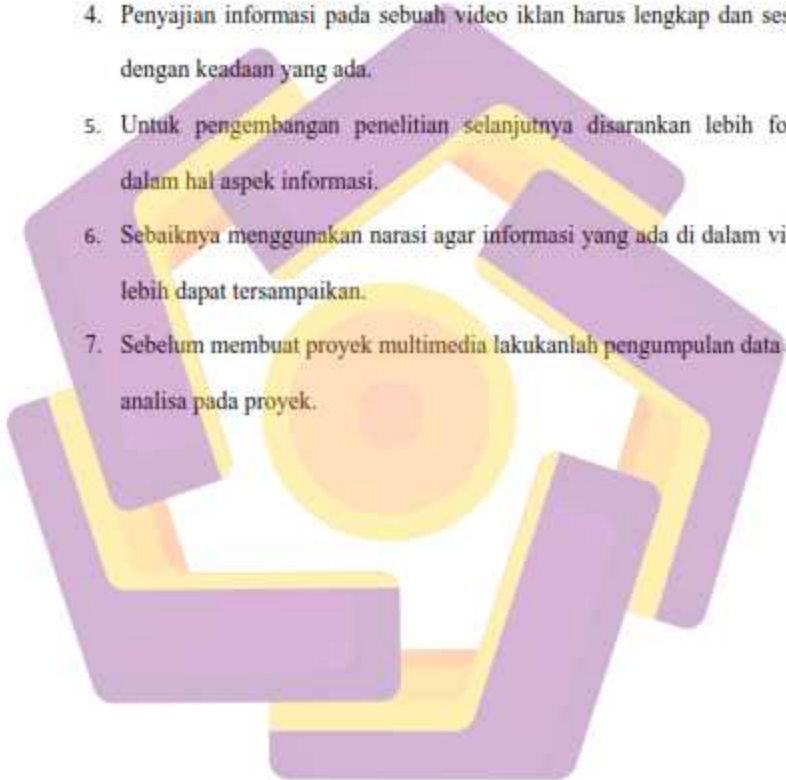 4. Penyajian informasi pada sebuah video iklan harus lengkap dan ses
dengan keadaan yang ada.
5. Untuk pengembangan penelitian selanjutnya disarankan lebih fo
dalam hal aspek informasi.
6. Sebaiknya menggunakan narasi agar informasi yang ada di dalam vi
lebih dapat tersampaikan.
7. Sebelum membuat proyek multimedia lakukanlah pengumpulan data
analisa pada proyek.